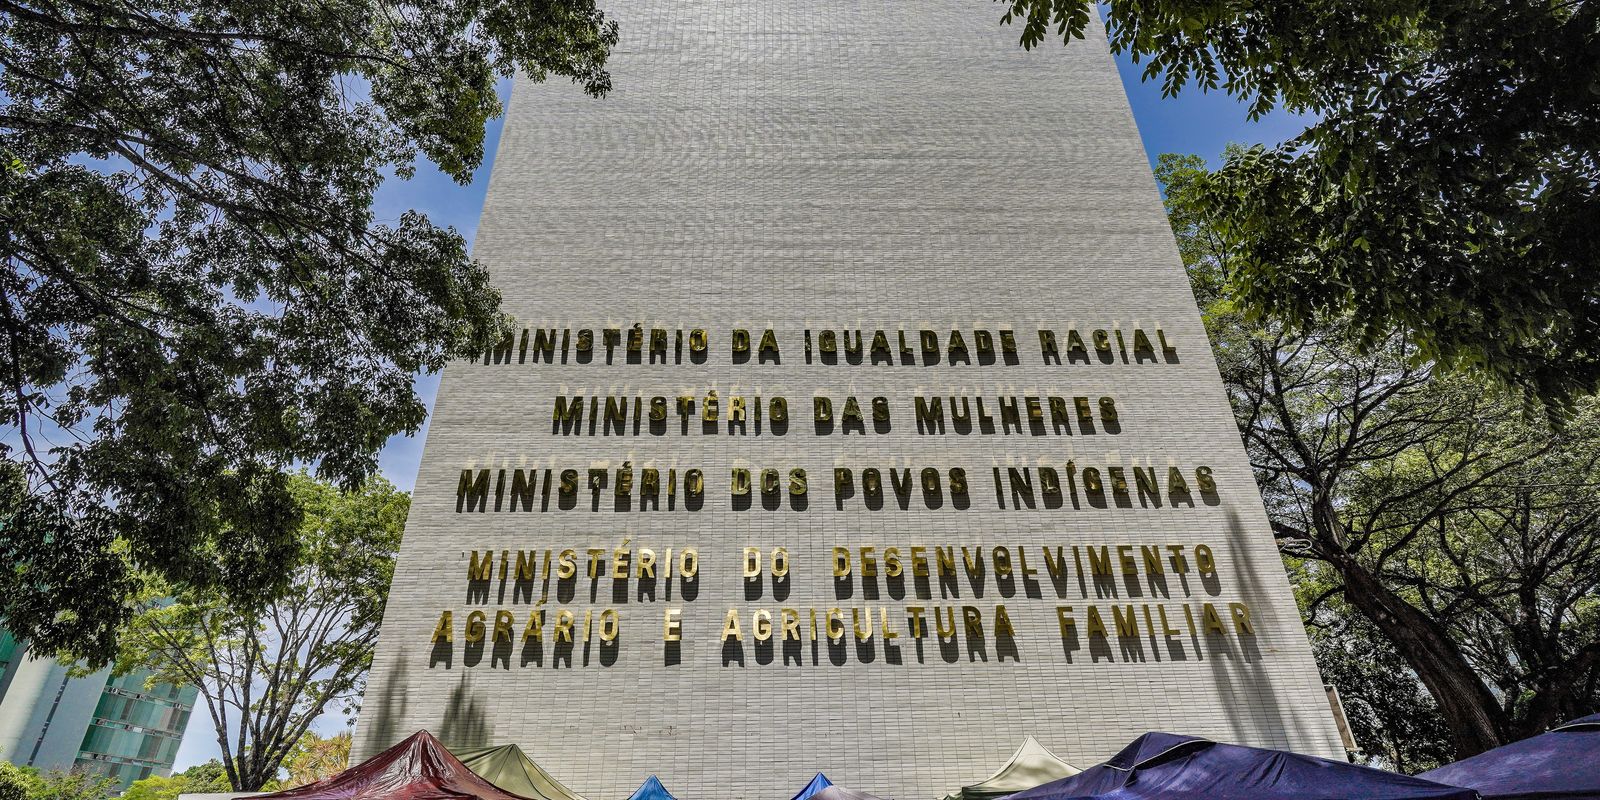 MINISTÉRIO DA IGUALDADE RACIAL
MINISTÉRIO DAS MULHERES
MINISTÉRIO DOS POVOS INDÍGENAS
MINISTÉRIO DO DESENVOLVIMENTO
AGRÁRIO E AGRICULTURA FAMILIAR